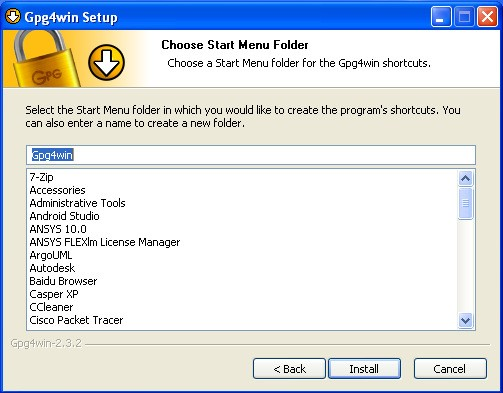 Gpg4win Setup
Choose Start Menu Folder
Choose a Start Menu folder for the Gpg4win shortcuts.
GPG
Select the Start Menu folder in which you would like to create the program's shortcuts. You
can also enter a name to create a new folder.
Gpg4win
7-Zip
Accessories
Administrative Tools
Android Studio
ANSYS 10.0
ANSYS FLEXlm License Manager
ArgoUML
Autodesk
Baidu Browser
Casper XP
CCleaner
Cisco Packet Tracer
Gpg4win-2.3.2
< Back
Install
Cancel